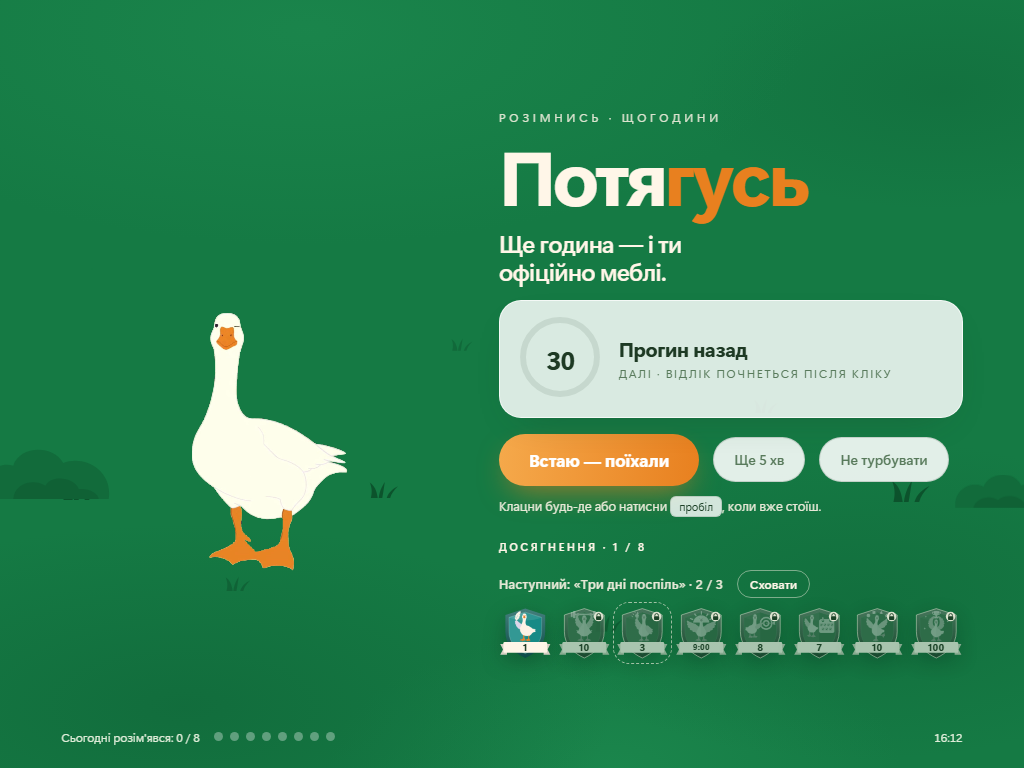 РОЗІМНИСЬ · ЩОГОДИНИ
Потягусь
Ще година — і ти
офіційно меблі.
30
Прогин назад
ДАЛІ · ВІДЛІК ПОЧНЕТЬСЯ ПІСЛЯ КЛІКУ
Встаю — поїхали
Ще 5 хв
Не турбувати
Клацни будь-де або натисни пробіл, коли вже стоїш.
ДОСЯГНЕННЯ · 1 / 8
Наступний: «Три дні поспіль» · 2 / 3 Сховати
1 10 3 9:00 8 7 10 100
Сьогодні розім'явся: 0 / 8
16:12